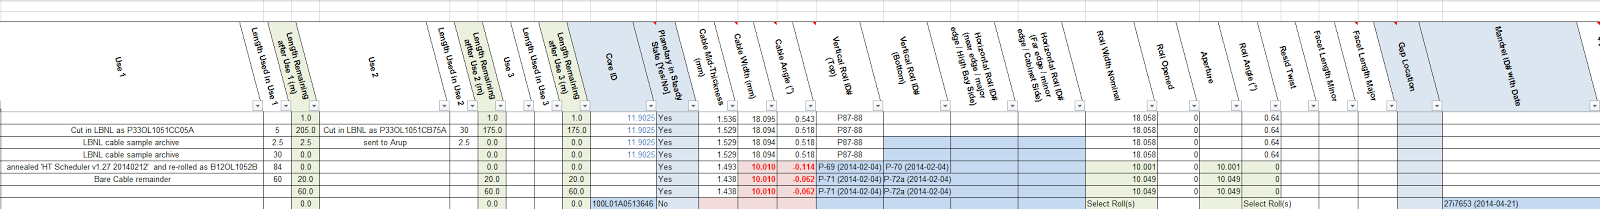 Use 1
Length Used in Use 1
Length Remaining
after Use 1 (m)
Use 2
Length Used in Use 2
Length Remaining
after Use 2 (m)
Use 3
Length Used in Use 3
Length Remaining
after Use 3 (m)
Core ID
Planetary in Steady
State [Yes/No]
Cable Mid-Thickness
(mm)
Cable Width (mm)
Cable Angle (°)
Vertical Roll ID#
(Top)
Vertical Roll ID#
(Bottom)
Horizontal Roll ID#
(near edge / major
edge / High Bay Side)
Horizontal Roll ID#
(Far edge / minor
edge / Cabinet Side)
Roll Width Nominal
Roll Opened
Aperture
Roll Angle (°)
Resid Twist
Facet Length Minor
Facet Length Major
Gap Location
Mandrel ID# with Date
1.0 1.0 1.0 11.9025 Yes 1.536 18.095 0.543 P87-88 18.058 0 0.64
Cut in LBNL as P33OL1051CC05A 5 205.0 Cut in LBNL as P33OL1051CB75A 30 175.0 175.0 11.9025 Yes 1.529 18.094 0.518 P87-88 18.058 0 0.64
LBNL cable sample archive 2.5 2.5 sent to Arup 2.5 0.0 0.0 11.9025 Yes 1.529 18.094 0.518 P87-88 18.058 0 0.64
LBNL cable sample archive 30 0.0 0.0 0.0 11.9025 Yes 1.529 18.094 0.518 P87-88 18.058 0 0.64
annealed 'HT Scheduler v1.27 20140212' and re-rolled as B12OL1052B 84 0.0 0.0 0.0 Yes 1.493 10.010 -0.114 P-69 (2014-02-04) P-70 (2014-02-04) 10.001 0 10.001 0
Bare Cable remainder 60 20.0 20.0 20.0 Yes 1.438 10.010 -0.062 P-71 (2014-02-04) P-72a (2014-02-04) 10.049 0 10.049 0
60.0 60.0 60.0 Yes 1.438 10.010 -0.062 P-71 (2014-02-04) P-72a (2014-02-04) 10.049 0 10.049 0
0.0 0.0 0.0 100L01A0513646 No Select Roll(s) Select Roll(s) 27i7653 (2014-04-21)